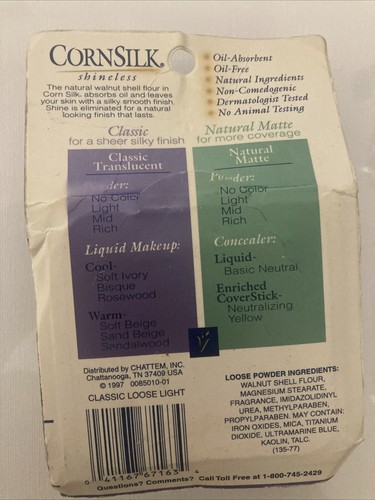 CORNSILK®
shineless
The natural walnut shell flour in
Corn Silk® absorbs oil and leaves
your skin with a silky smooth finish.
Shine is eliminated for a natural
looking finish that lasts.
Oil-Absorbent
Oil-Free
Natural Ingredients
Non-Comedogenic
Dermatologist Tested
No Animal Testing
Classic
for a sheer silky finish
Classic
Translucent
No Color
Light
Mid
Rich
Liquid Makeup:
Cool-
Soft Ivory
Bisque
Rosewood
Warm-
Soft Beige
Sand Beige
Sandalwood
Natural Matte
for more coverage
Natural
Matte
No Color
Light
Mid
Rich
Concealer:
Liquid-
Basic Neutral
Enriched
CoverStick-
Neutralizing
Yellow
Distributed by CHATTEM, INC.
Chattanooga, TN 37409 USA
© 1997 0085010-01
CLASSIC LOOSE LIGHT
LOOSE POWDER INGREDIENTS:
WALNUT SHELL FLOUR,
MAGNESIUM STEARATE,
FRAGRANCE, IMIDAZOLIDINYL
UREA, METHYLPARABEN,
PROPYLPARABEN. MAY CONTAIN:
IRON OXIDES, MICA, TITANIUM
DIOXIDE, ULTRAMARINE BLUE,
KAOLIN, TALC.
(135-77)
Questions? Comments? Call Toll Free at 1-800-745-2429